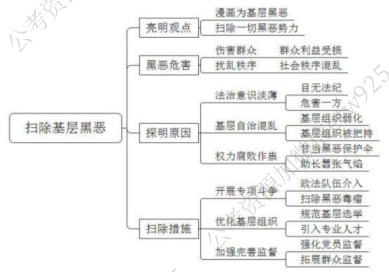 扫除基层黑恶
亮明观点
漫画为基层黑恶
扫除一切黑恶势力
黑恶危害
伤害群众 群众利益受损
扰乱秩序 社会秩序混乱
探明原因
法治意识淡薄
目无法纪
危害一方
基层自治混乱
基层组织弱化
基层组织被把持
权力腐败作祟
甘当黑恶保护伞
助长嚣张气焰
扫除措施
开展专项斗争
政法队伍介入
扫除黑恶毒瘤
优化基层组织
规范基层选举
引入专业人才
加强完善监督
强化党员监督
拓展群众监督